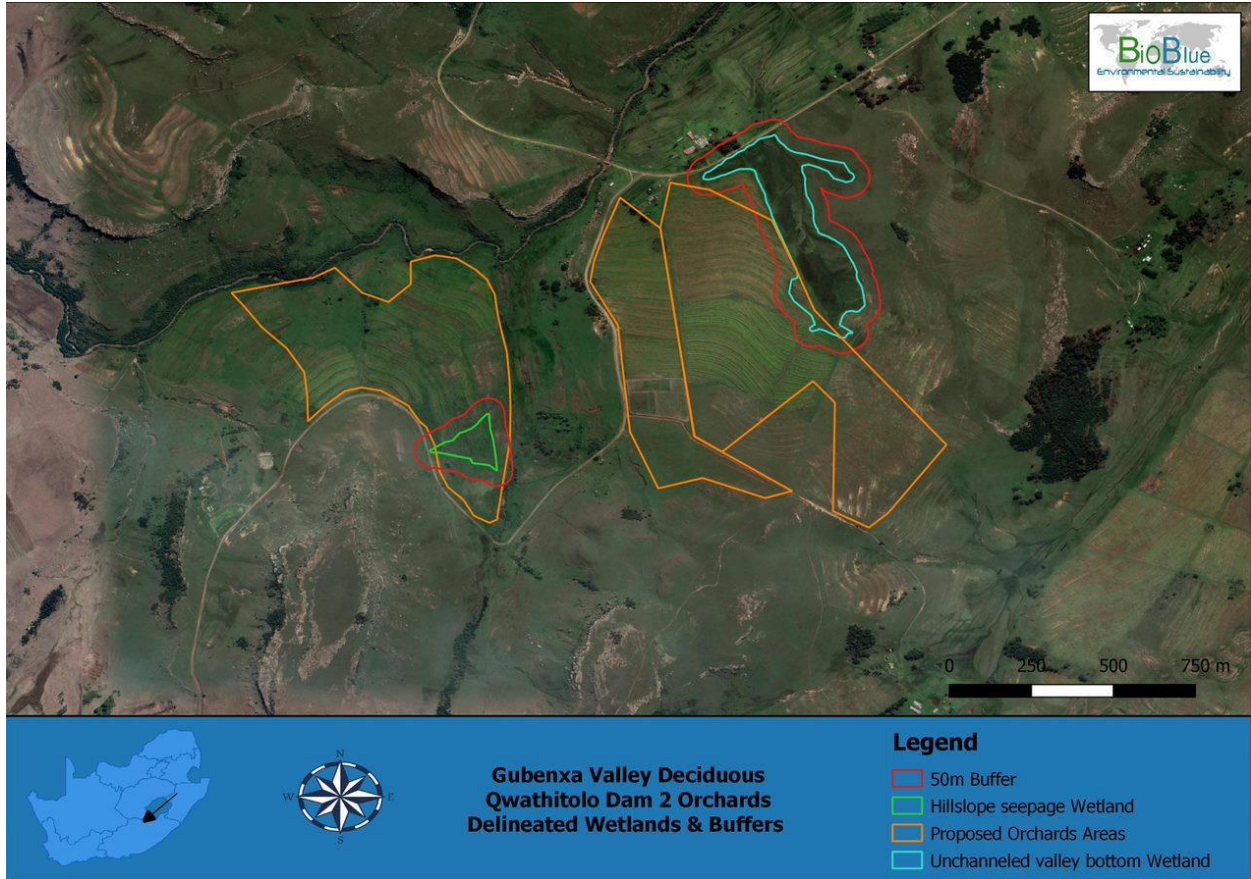 BioBlue
Environmental Sustainability
0 250 500 750 m
N
W E
S
Gubenxa Valley Deciduous
Qwathitolo Dam 2 Orchards
Delineated Wetlands & Buffers
Legend
50m Buffer
Hillslope seepage Wetland
Proposed Orchards Areas
Unchanneled valley bottom Wetland